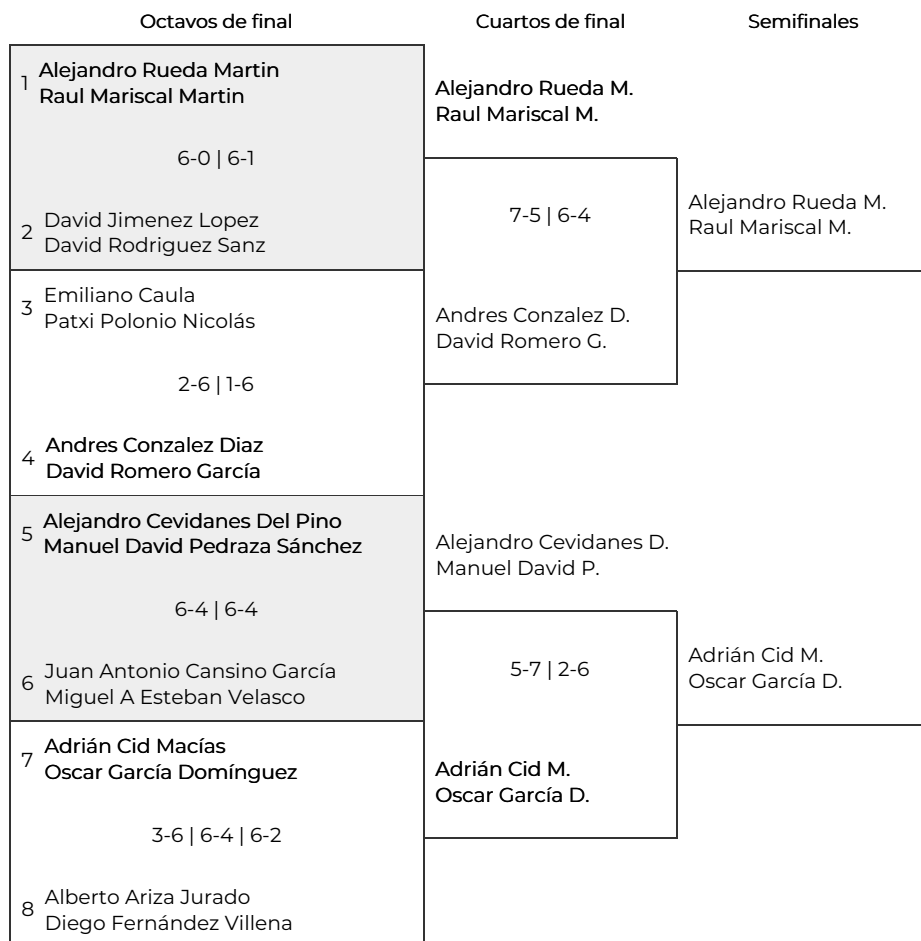 Octavos de final
Cuartos de final
Semifinales
1
Alejandro Rueda Martin
Raul Mariscal Martin
6-0 | 6-1
2
David Jimenez Lopez
David Rodriguez Sanz
3
Emiliano Caula
Patxi Polonio Nicolás
2-6 | 1-6
4
Andres Conzalez Diaz
David Romero García
5
Alejandro Cevidanes Del Pino
Manuel David Pedraza Sánchez
6-4 | 6-4
6
Juan Antonio Cansino García
Miguel A Esteban Velasco
7
Adrián Cid Macías
Oscar García Domínguez
3-6 | 6-4 | 6-2
8
Alberto Ariza Jurado
Diego Fernández Villena
Alejandro Rueda M.
Raul Mariscal M.
7-5 | 6-4
Andres Conzalez D.
David Romero G.
Alejandro Cevidanes D.
Manuel David P.
5-7 | 2-6
Adrián Cid M.
Oscar García D.
Alejandro Rueda M.
Raul Mariscal M.
Adrián Cid M.
Oscar García D.